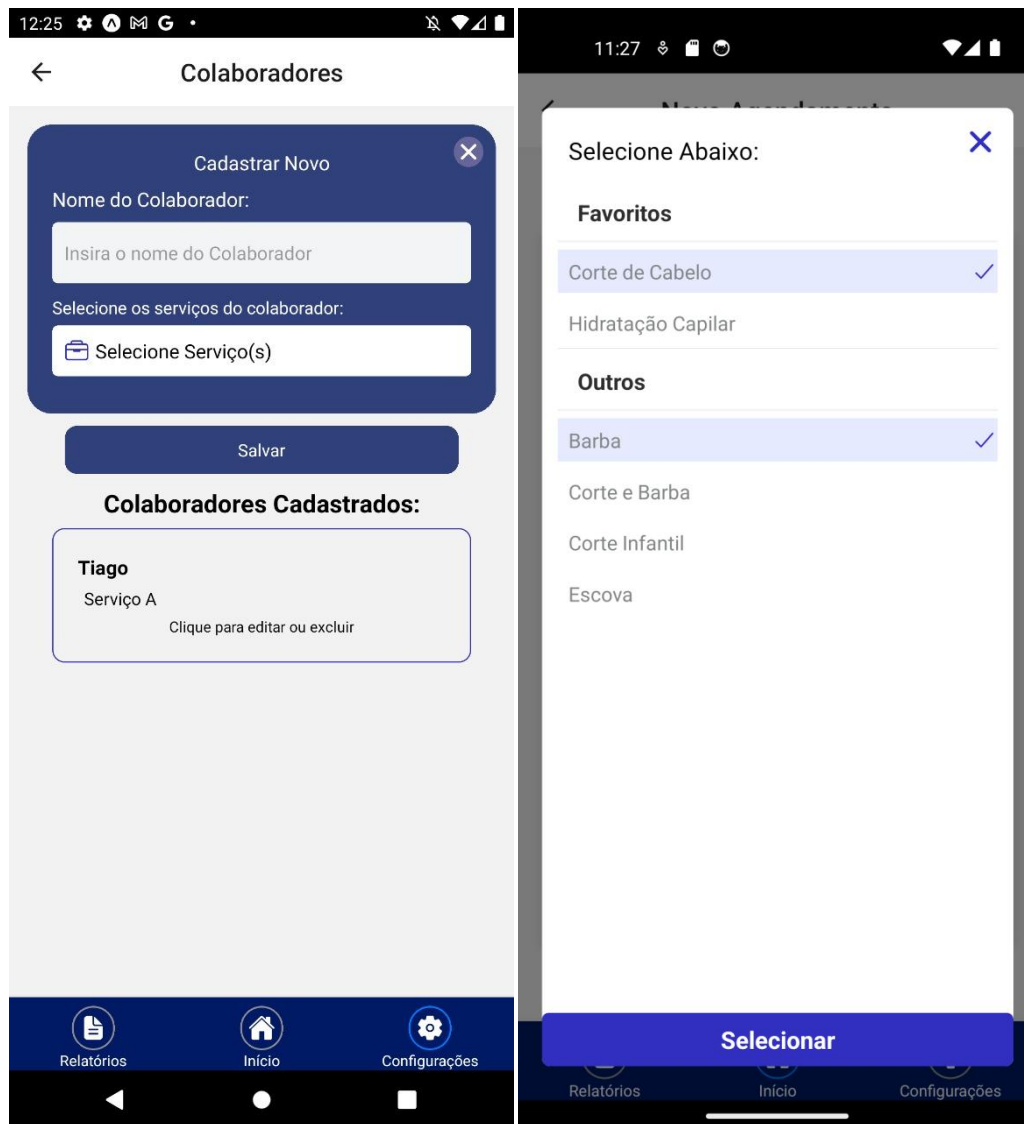 12:25
Colaboradores
Cadastrar Novo
Nome do Colaborador:
Insira o nome do Colaborador
Selecione os serviços do colaborador:
Selecione Serviço(s)
Salvar
Colaboradores Cadastrados:
Tiago
Serviço A
Clique para editar ou excluir
Relatórios
Início
Configurações
11:27
Novo Agendamento
Selecione Abaixo:
Favoritos
Corte de Cabelo
Hidratação Capilar
Outros
Barba
Corte e Barba
Corte Infantil
Escova
Selecionar
Relatórios
Início
Configurações